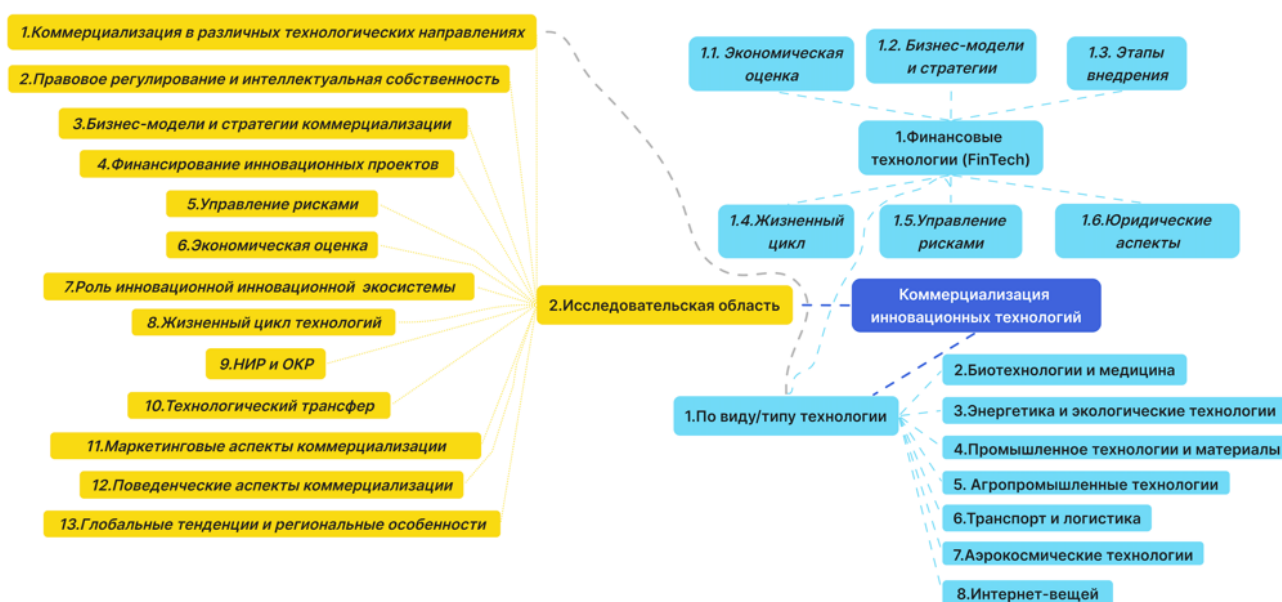 1.Коммерциализация в различных технологических направлениях
2.Правовое регулирование и интеллектуальная собственность
3.Бизнес-модели и стратегии коммерциализации
4.Финансирование инновационных проектов
5.Управление рисками
6.Экономическая оценка
7.Роль инновационной инновационной экосистемы
8.Жизненный цикл технологий
9.НИР и ОКР
10.Технологический трансфер
11.Маркетинговые аспекты коммерциализации
12.Поведенческие аспекты коммерциализации
13.Глобальные тенденции и региональные особенности
2.Исследовательская область
Коммерциализация
инновационных технологий
1.1. Экономическая
оценка
1.2. Бизнес-модели
и стратегии
1.3. Этапы
внедрения
1.Финансовые
технологии (FinTech)
1.4.Жизненный
цикл
1.5.Управление
рисками
1.6.Юридические
аспекты
1.По виду/типу технологии
2.Биотехнологии и медицина
3.Энергетика и экологические технологии
4.Промышленное технологии и материалы
5. Агропромышленные технологии
6.Транспорт и логистика
7.Аэрокосмические технологии
8.Интернет-вещей